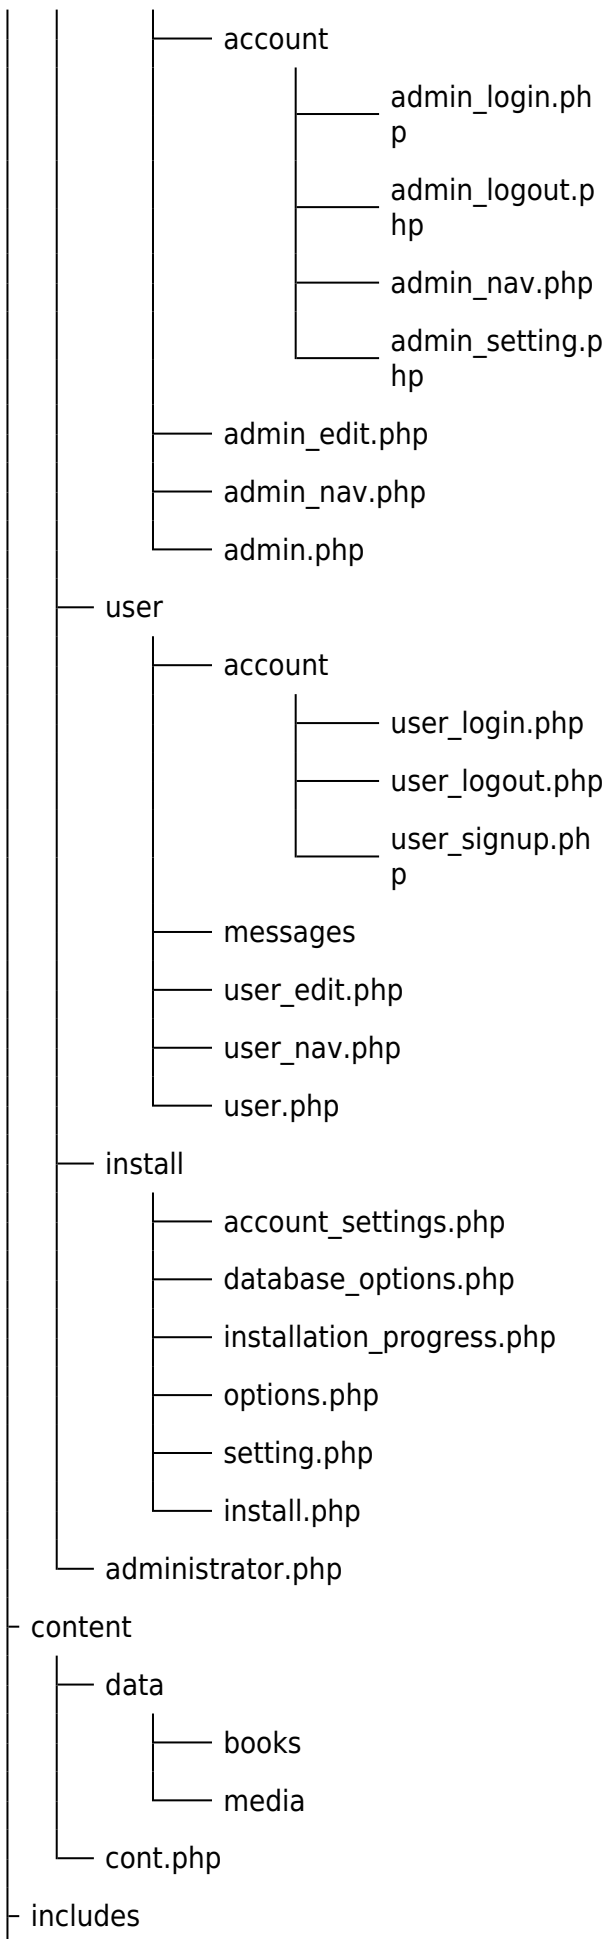 account
admin_login.ph
p
admin_logout.p
hp
admin_nav.php
admin_setting.p
hp
admin_edit.php
admin_nav.php
admin.php
user
account
user_login.php
user_logout.php
user_signup.ph
p
messages
user_edit.php
user_nav.php
user.php
install
account_settings.php
database_options.php
installation_progress.php
options.php
setting.php
install.php
administrator.php
content
data
books
media
cont.php
includes